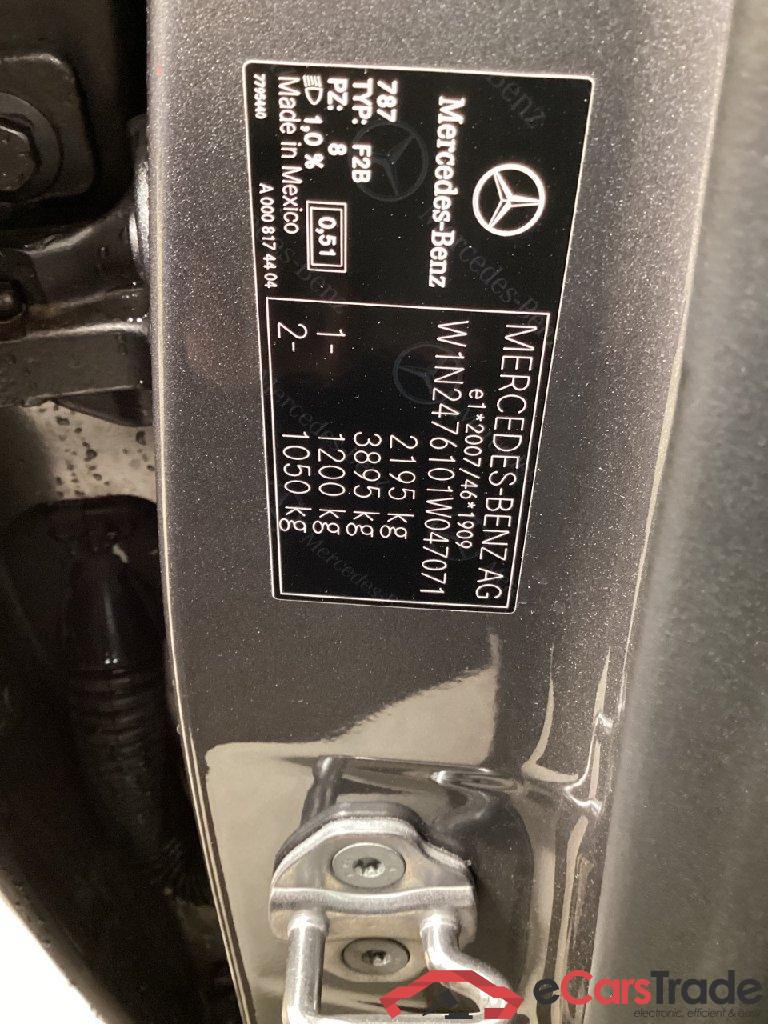 Mercedes-Benz
787
TYP: F2B
PZ: 8
1,0 %
Made in Mexico
7795440
0,51
A 000 817 44 04
MERCEDES-BENZ AG
e1*2007/46*1909
W1N2476101W047071
2195 kg
3895 kg
1- 1200 kg
2- 1050 kg
eCarsTrade
electronic, efficient & easy